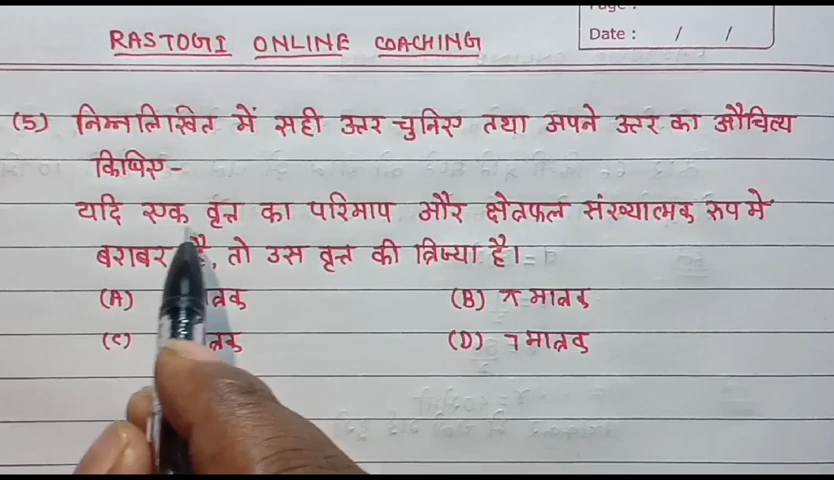 Page :
Date : / /
RASTOGI ONLINE COACHING
(5) निम्नलिखित में सही उत्तर चुनिए तथा अपने उत्तर का औचित्य
किजिए-
यदि एक वृत्त का परिमाप और क्षेत्रफल संख्यात्मक रूप मे
बराबर है, तो उस वृत्त की त्रिज्या है।
(A) (B) π मात्रक
(C) (D) 7 मात्रक